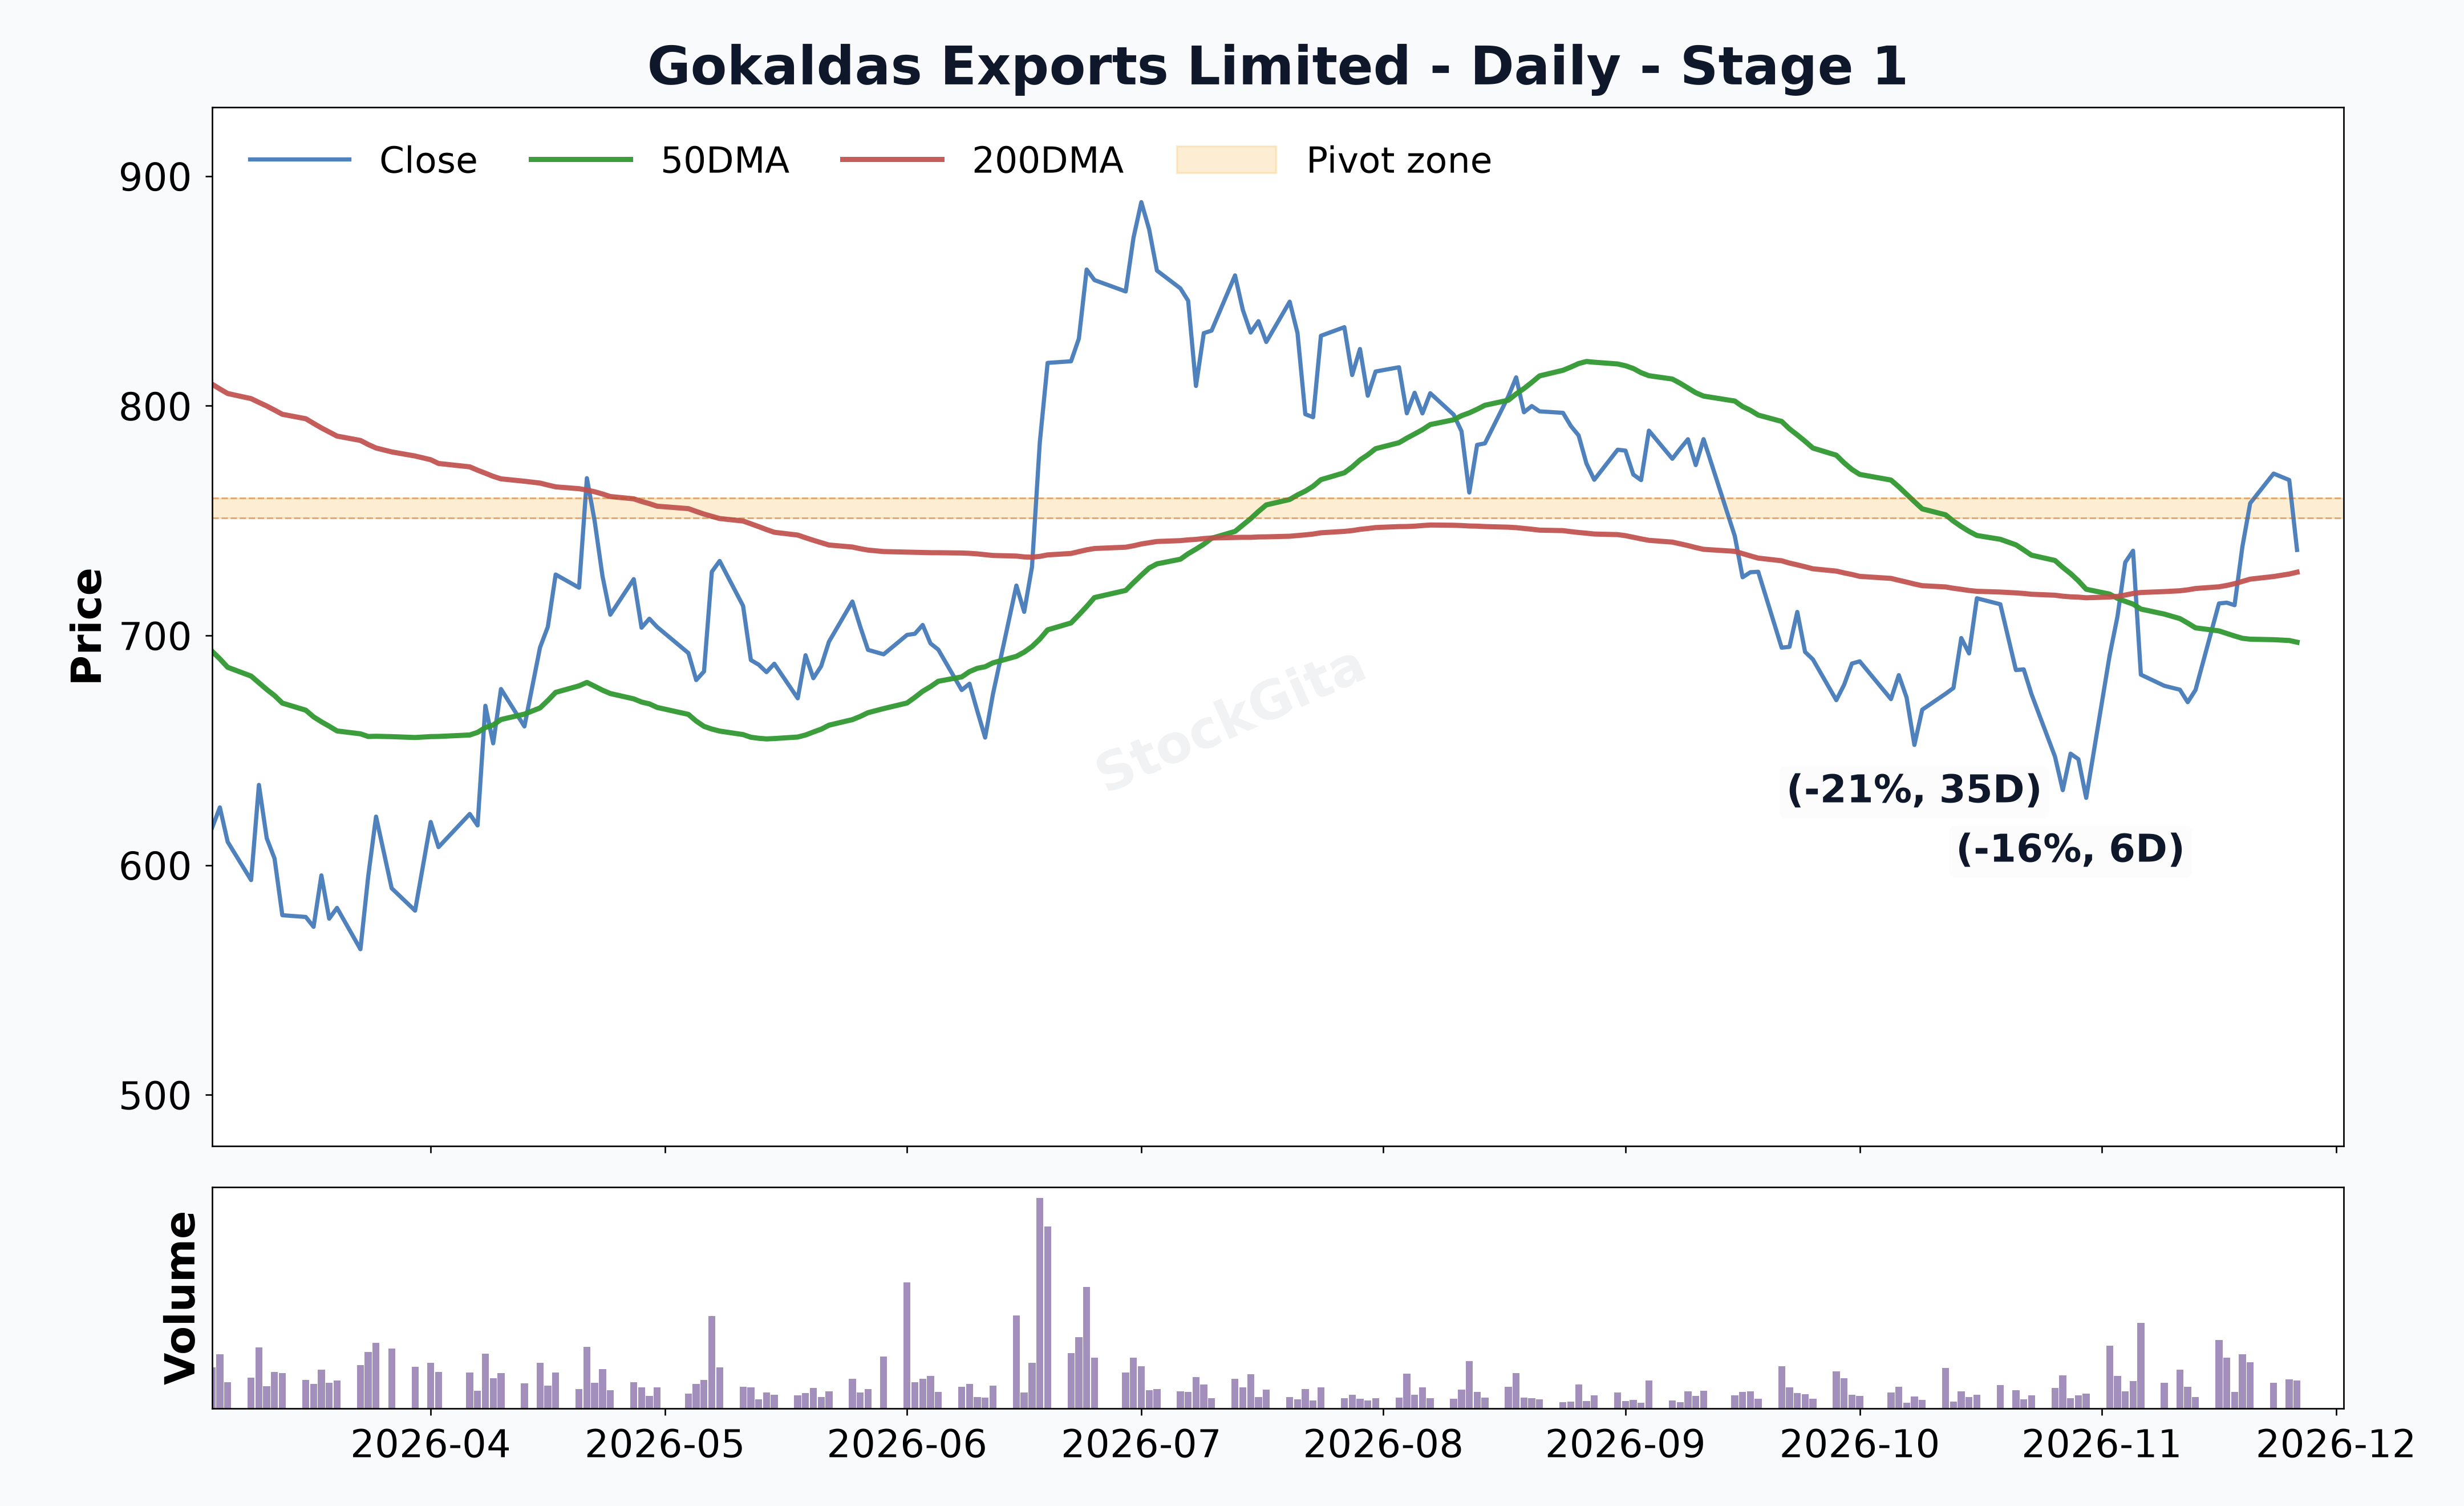 Gokaldas Exports Limited - Daily - Stage 1
Close 50DMA 200DMA Pivot zone
900
800
700
600
500
Price
StockGita
(-21%, 35D)
(-16%, 6D)
Volume
2026-04 2026-05 2026-06 2026-07 2026-08 2026-09 2026-10 2026-11 2026-12